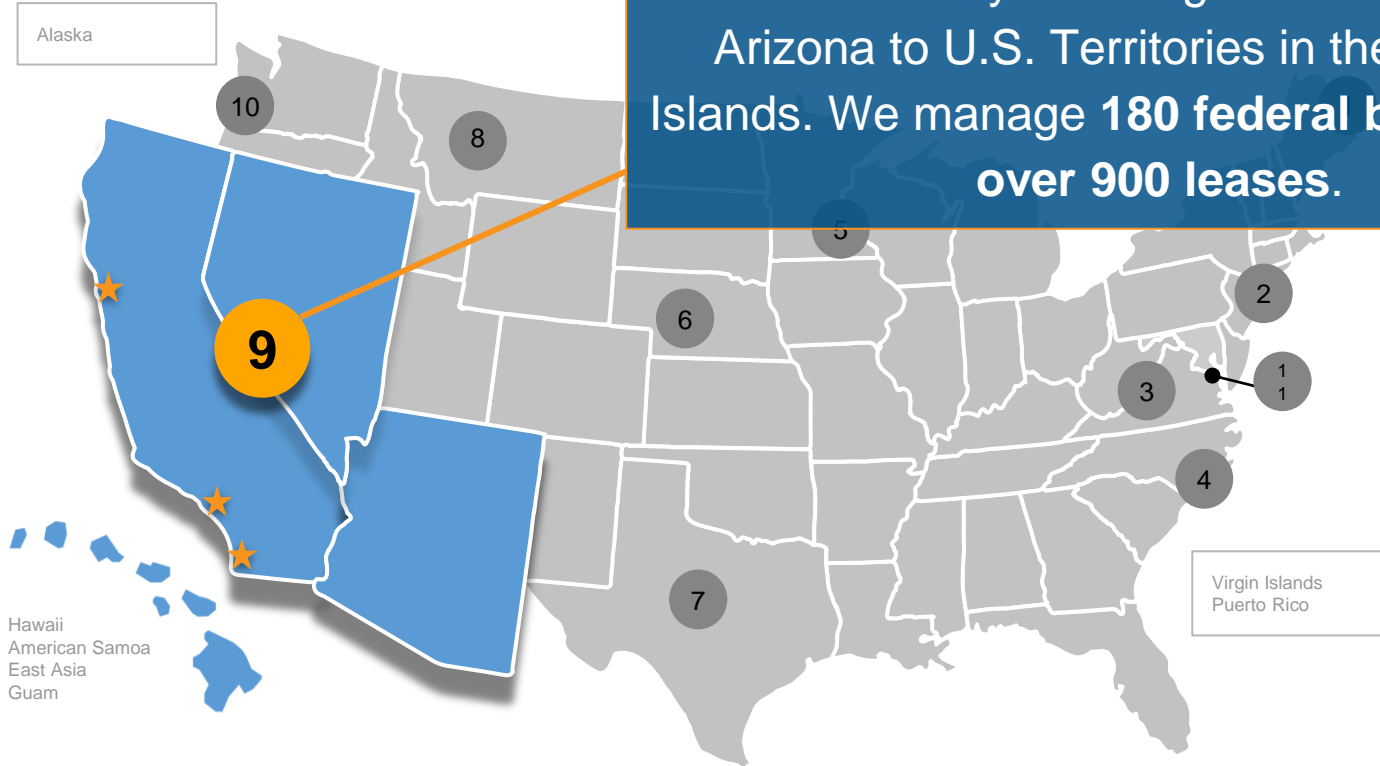 Alaska
Arizona to U.S. Territories in the
Islands. We manage 180 federal
over 900 leases.
10
8
5
9
6
2
3
1
1
4
7
Hawaii
American Samoa
East Asia
Guam
Virgin Islands
Puerto Rico